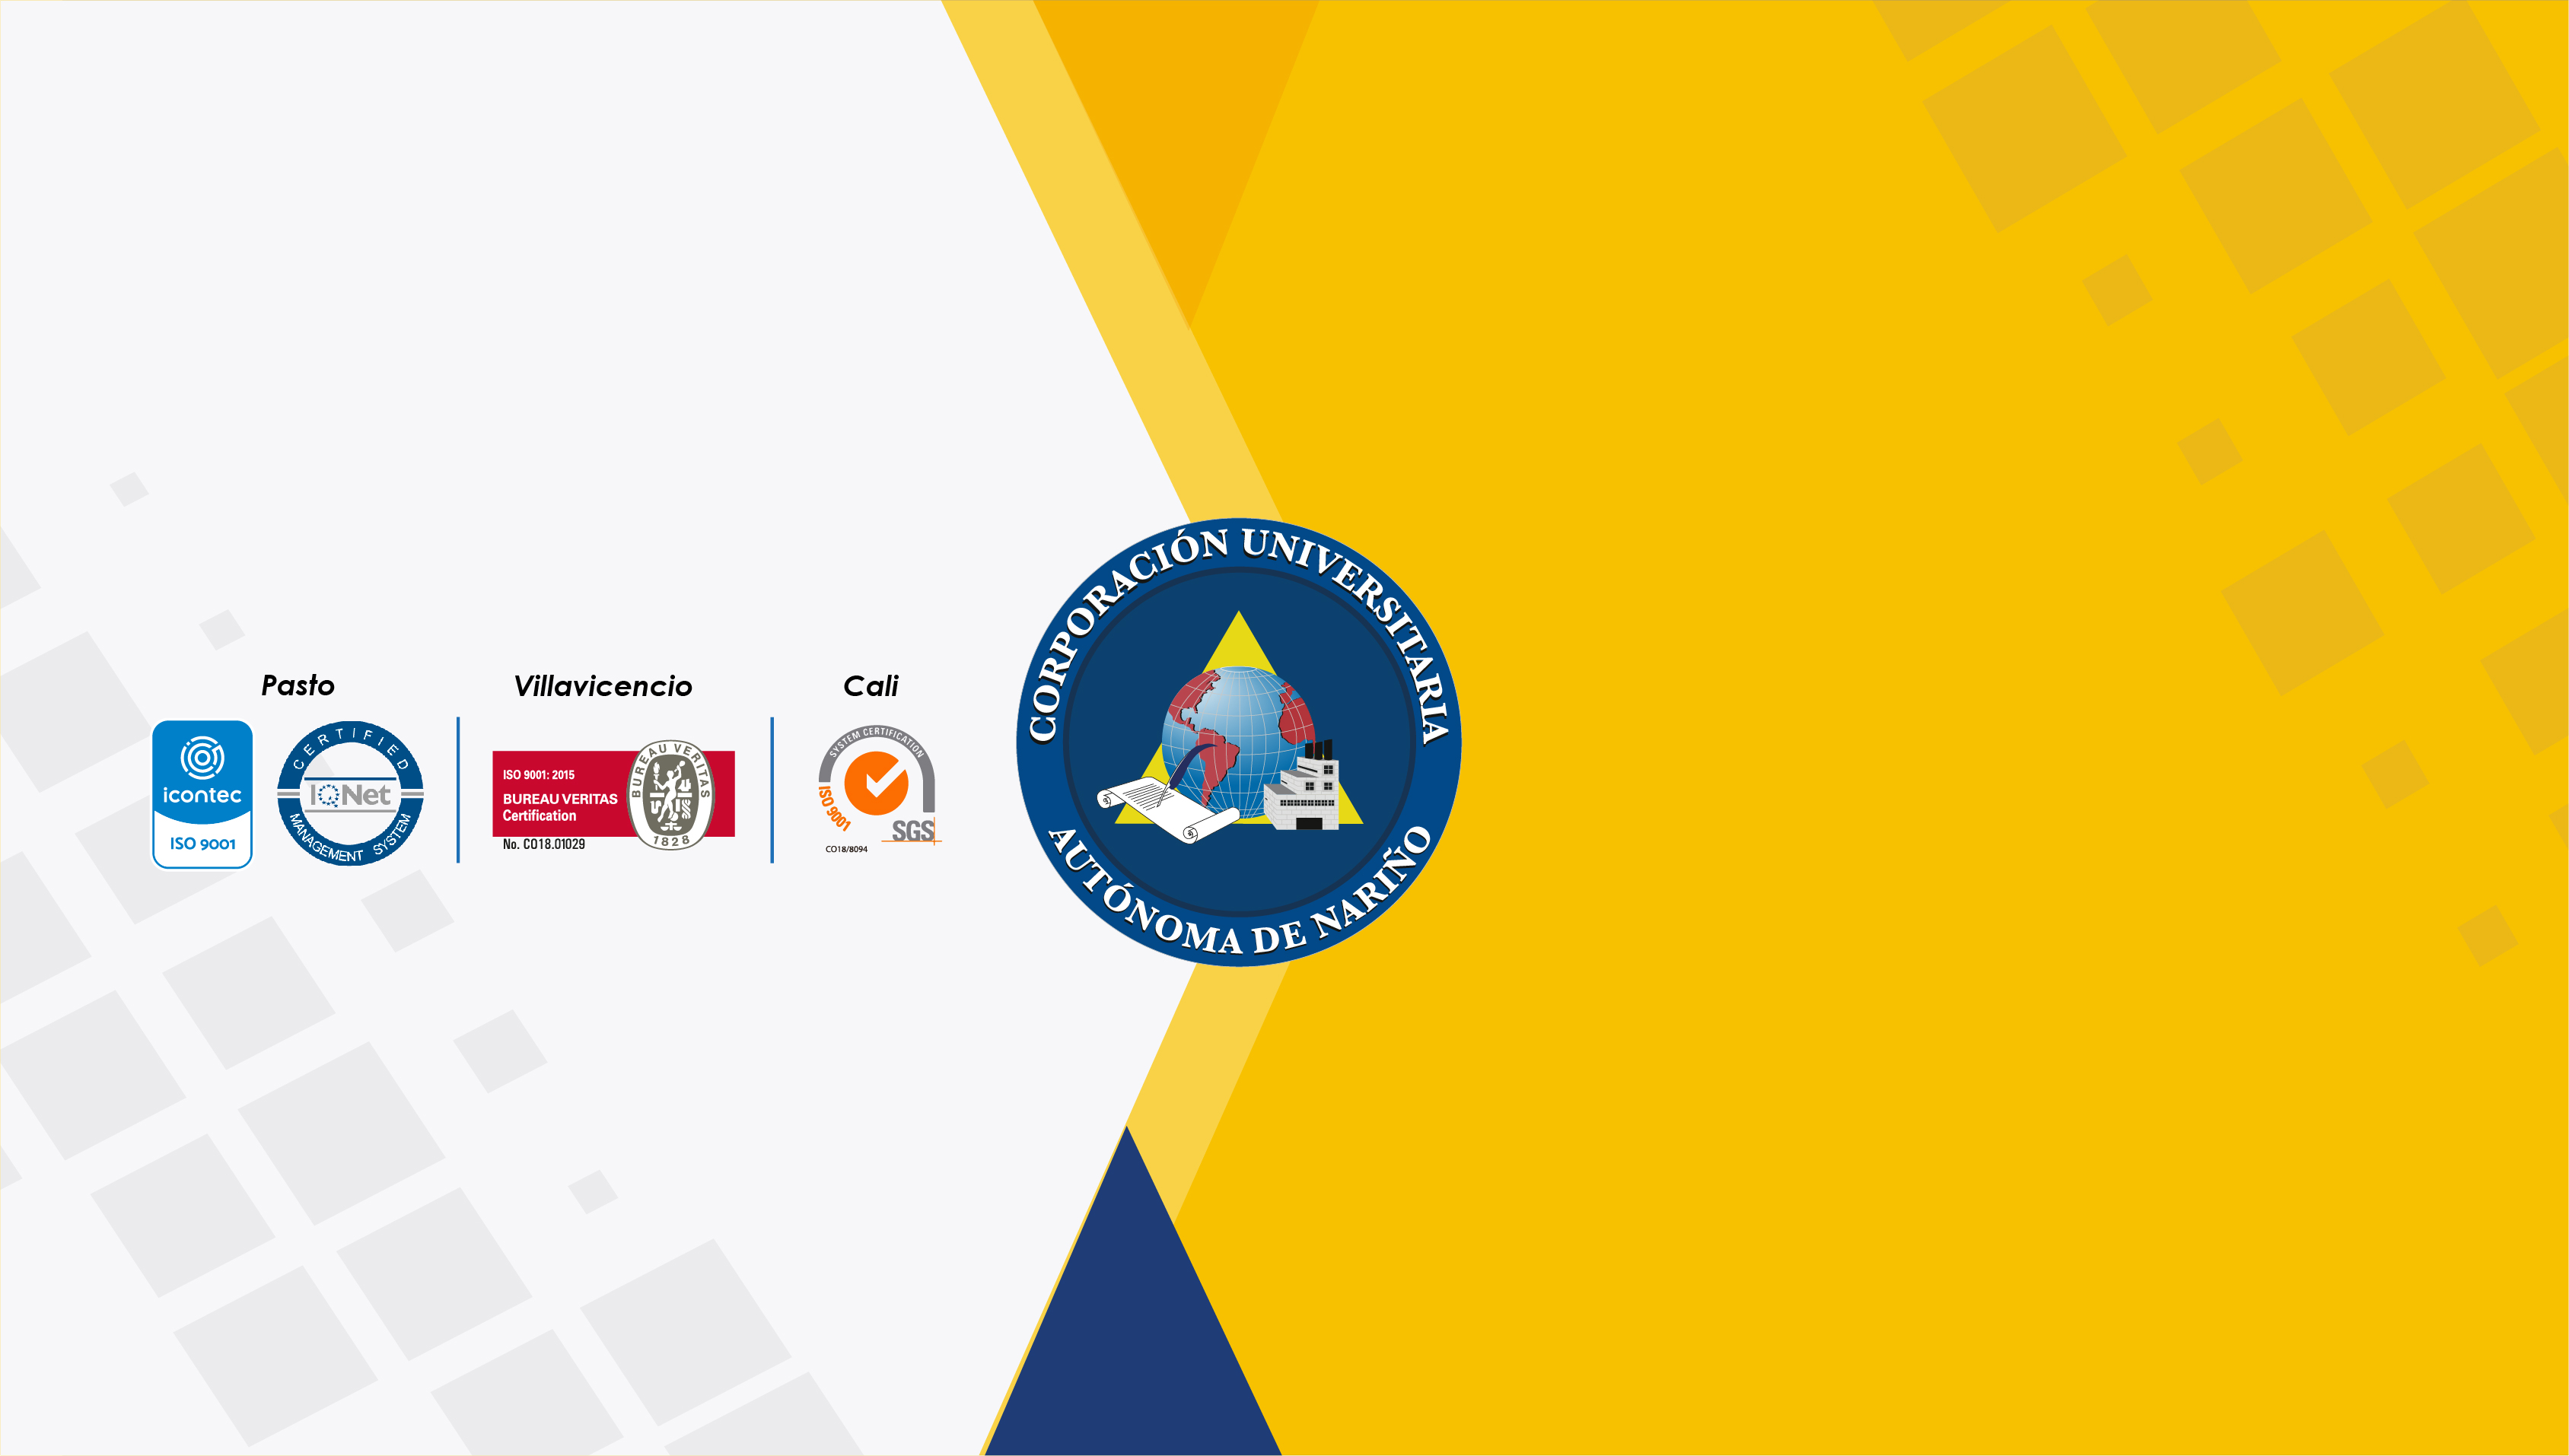 Pasto
Villavicencio
Cali
icontec
ISO 9001
CERTIFIED
IQNet
MANAGEMENT SYSTEM
ISO 9001: 2015
BUREAU VERITAS
Certification
No. CO18.01029
BUREAU VERITAS
1828
SYSTEM CERTIFICATION
ISO 9001
SGS
CO18/8094
CORPORACIÓN UNIVERSITARIA
AUTÓNOMA DE NARIÑO